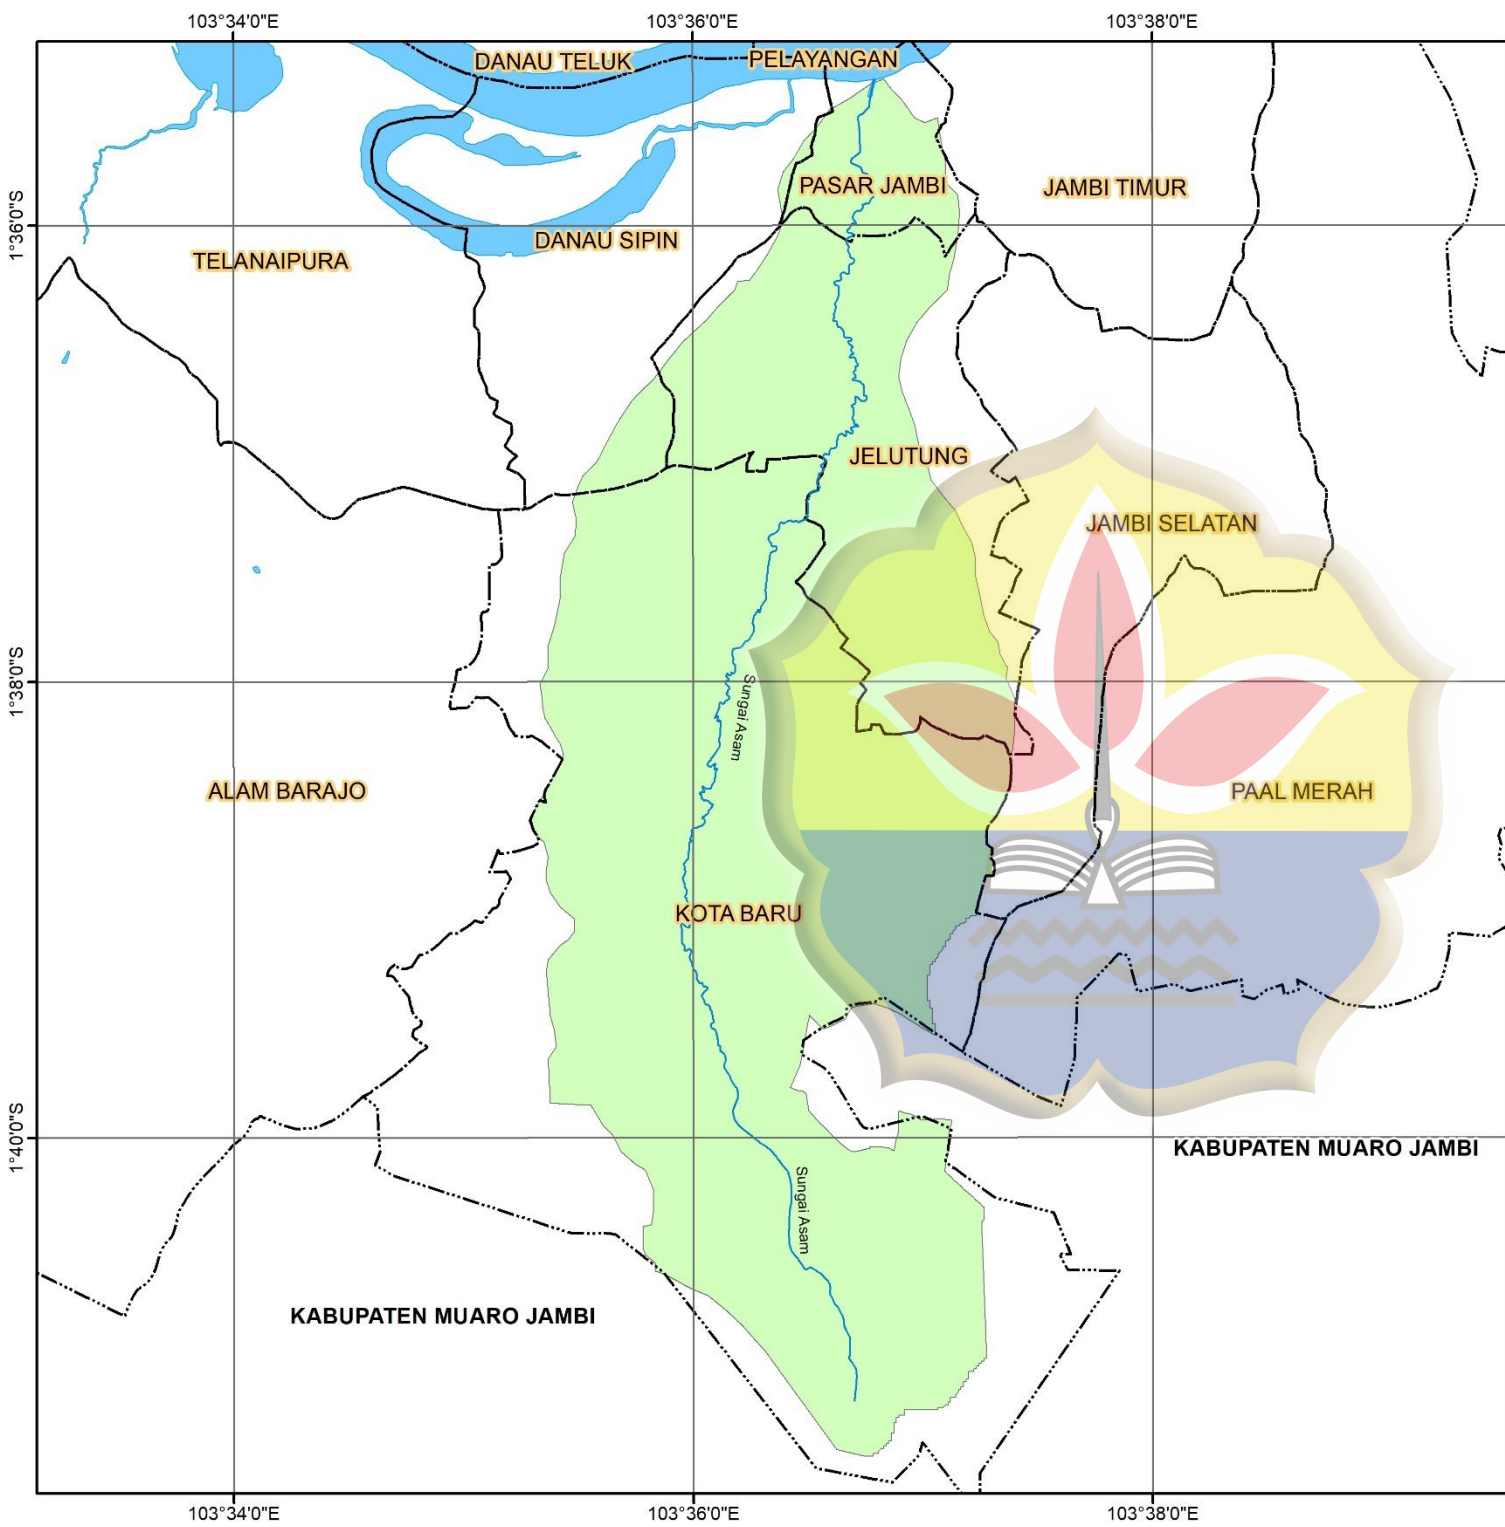 103°34'0"E
103°36'0"E
103°38'0"E
DANAU TELUK
PELAYANGAN
PASAR JAMBI
JAMBI TIMUR
1°36'0"S
DANAU SIPIN
TELANAIPURA
JELUTUNG
JAMBI SELATAN
1°38'0"S
Sungai Asam
ALAM BARAJO
PAAL MERAH
KOTA BARU
1°40'0"S
KABUPATEN MUARO JAMBI
Sungai Asam
KABUPATEN MUARO JAMBI
103°34'0"E
103°36'0"E
103°38'0"E